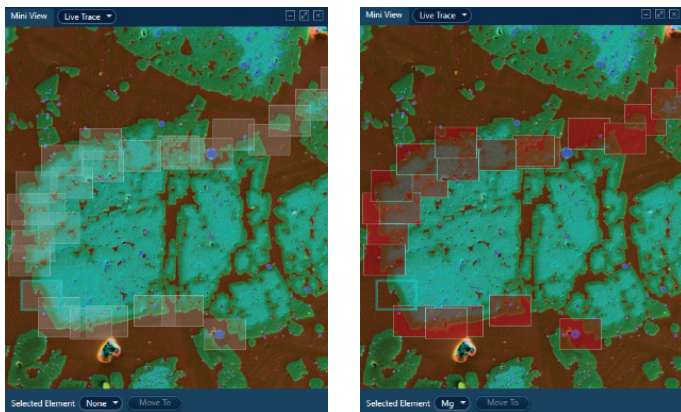 Mini View Live Trace
Selected Element None Move To
Mini View Live Trace
Selected Element Mg Move To